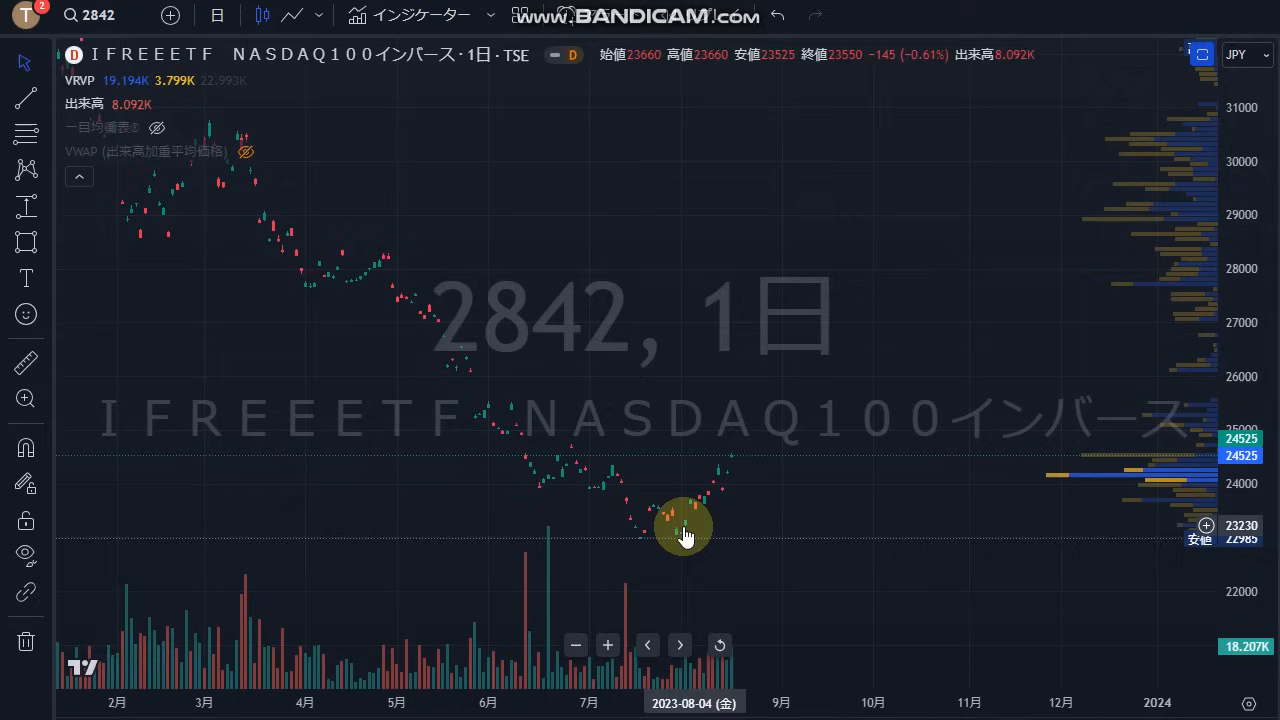 T 2 2842 日 インジケーター
www.BANDICAM.com
D ＩＦＲＥＥＥＴＦ　ＮＡＳＤＡＱ１００インバース · 1日 · TSE D 始値23660 高値23660 安値23525 終値23550 −145 (−0.61%) 出来高8.092K JPY
VRVP 19.194K 3.799K 22.993K
出来高 8.092K
一目均衡表
VWAP (出来高加重平均価格)
31000
30000
29000
28000
27000
26000
25000
24525
24525
24000
23230
安値 22985
22000
18.207K
2842, 1日
ＩＦＲＥＥＥＴＦ　ＮＡＳＤＡＱ１００インバース
2月 3月 4月 5月 6月 7月 2023-08-04 (金) 9月 10月 11月 12月 2024